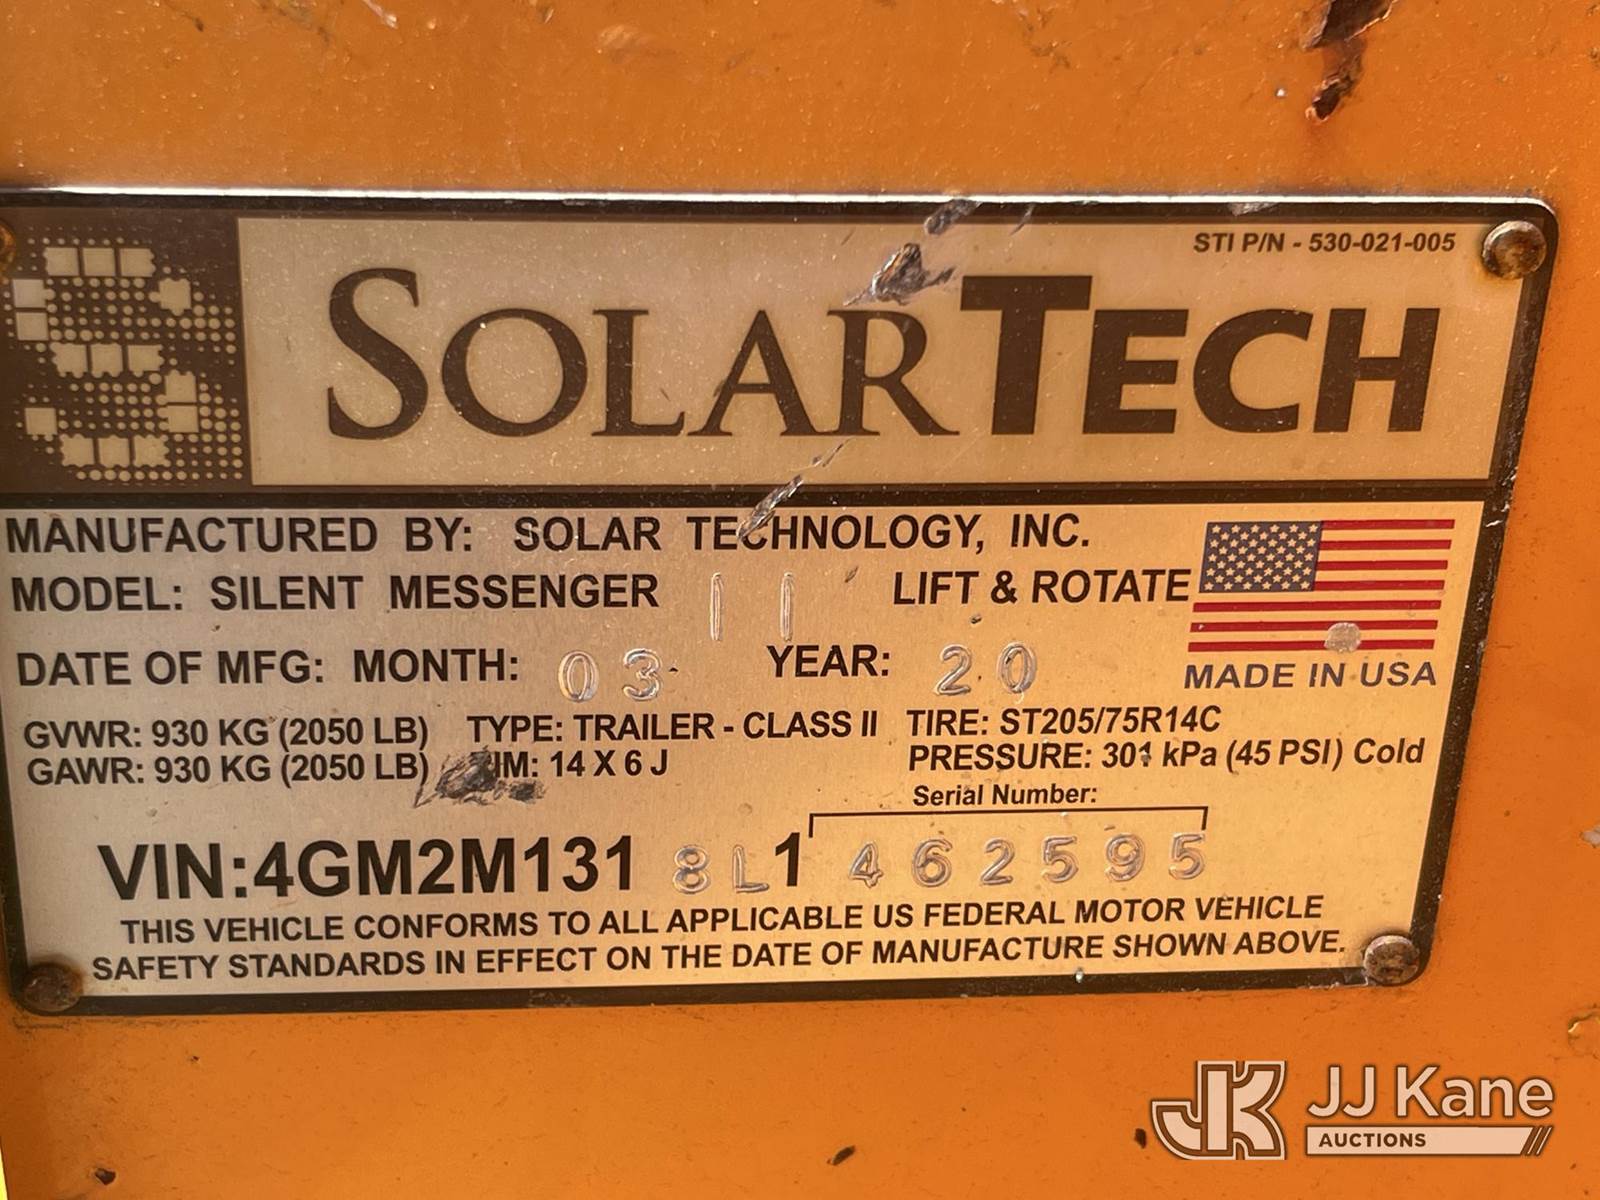 STI P/N - 530-021-005
SOLARTECH
MANUFACTURED BY: SOLAR TECHNOLOGY, INC.
MODEL: SILENT MESSENGER 11 LIFT & ROTATE
DATE OF MFG: MONTH: 03 YEAR: 20
MADE IN USA
GVWR: 930 KG (2050 LB) TYPE: TRAILER - CLASS II TIRE: ST205/75R14C
GAWR: 930 KG (2050 LB) RIM: 14 X 6 J PRESSURE: 301 kPa (45 PSI) Cold
Serial Number:
VIN:4GM2M131 8L1 462595
THIS VEHICLE CONFORMS TO ALL APPLICABLE US FEDERAL MOTOR VEHICLE
SAFETY STANDARDS IN EFFECT ON THE DATE OF MANUFACTURE SHOWN ABOVE.
JK JJ Kane
AUCTIONS